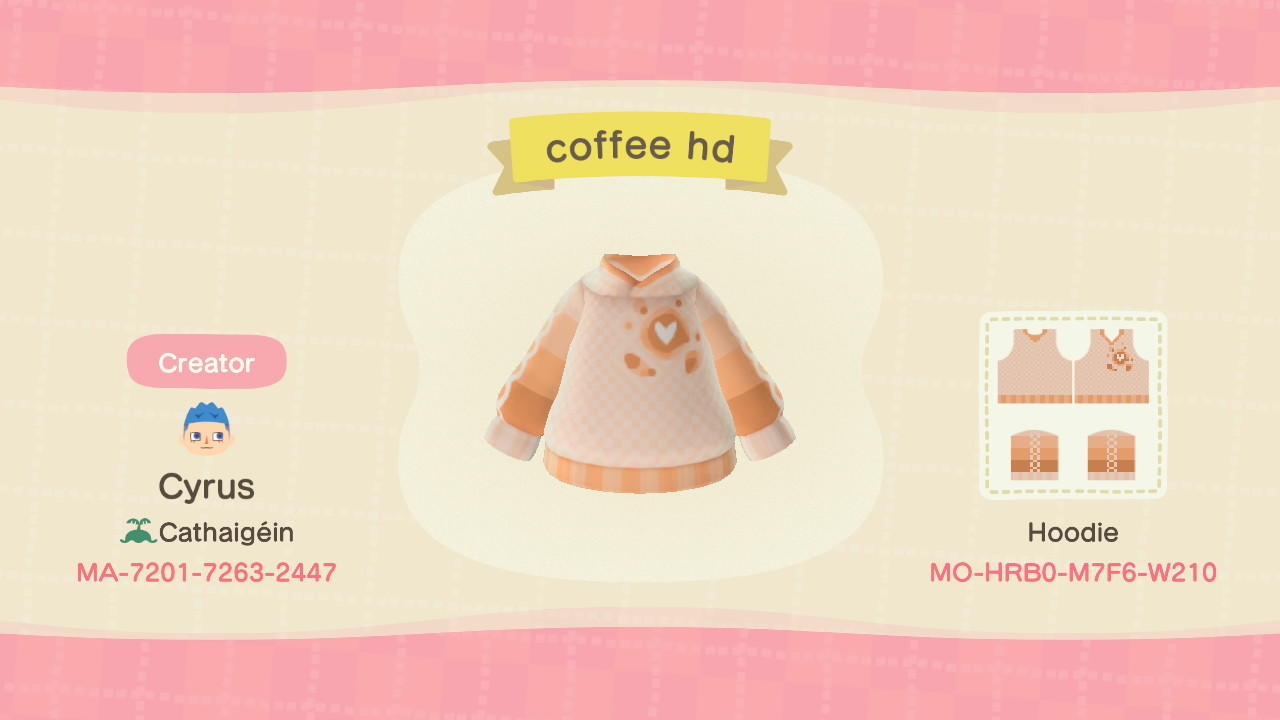 coffee hd
Creator
Cyrus
Cathaigéin
MA-7201-7263-2447
Hoodie
MO-HRB0-M7F6-W210